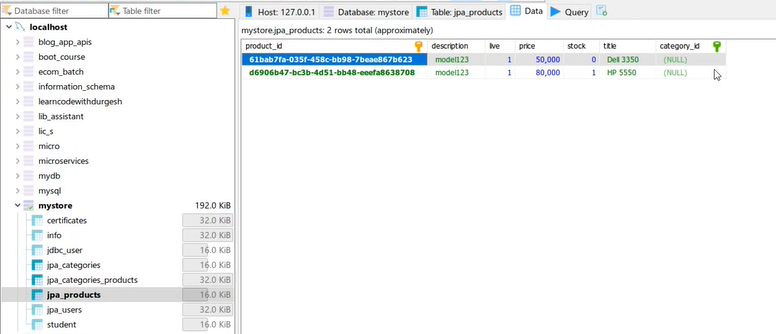 Database filter
Table filter
localhost
blog_app_apis
boot_course
ecom_batch
information_schema
learncodewithdurgesh
lib_assistant
lic_s
micro
microservices
mydb
mysql
mystore 192.0 KiB
certificates 32.0 KiB
info 32.0 KiB
jdbc_user 16.0 KiB
jpa_categories 16.0 KiB
jpa_categories_products 32.0 KiB
jpa_products 16.0 KiB
jpa_users 32.0 KiB
student 16.0 KiB
Host: 127.0.0.1 Database: mystore Table: jpa_products Data Query
mystore.jpa_products: 2 rows total (approximately)
product_id description live price stock title category_id
61bab7fa-035f-458c-bb98-7beae867b623 model123 1 50,000 0 Dell 3350 (NULL)
d6906b47-bc3b-4d51-bb48-eeefa8638708 model123 1 80,000 1 HP 5550 (NULL)